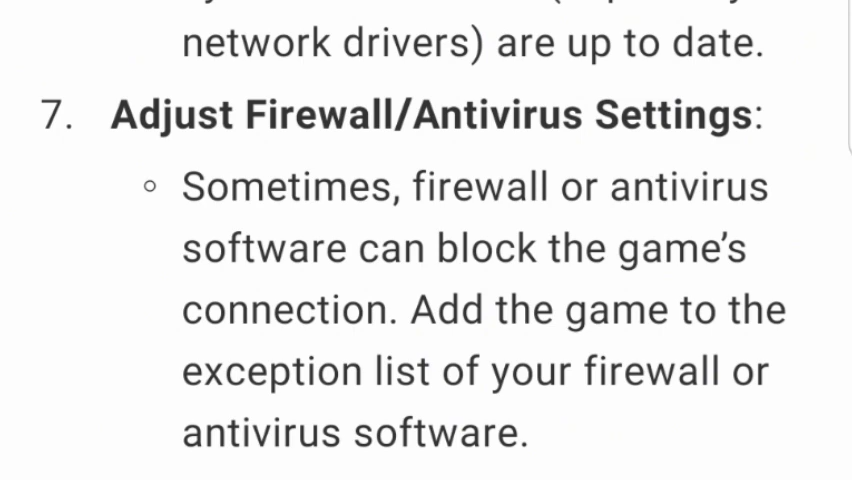 network drivers) are up to date.
7. Adjust Firewall/Antivirus Settings:
◦ Sometimes, firewall or antivirus
software can block the game’s
connection. Add the game to the
exception list of your firewall or
antivirus software.